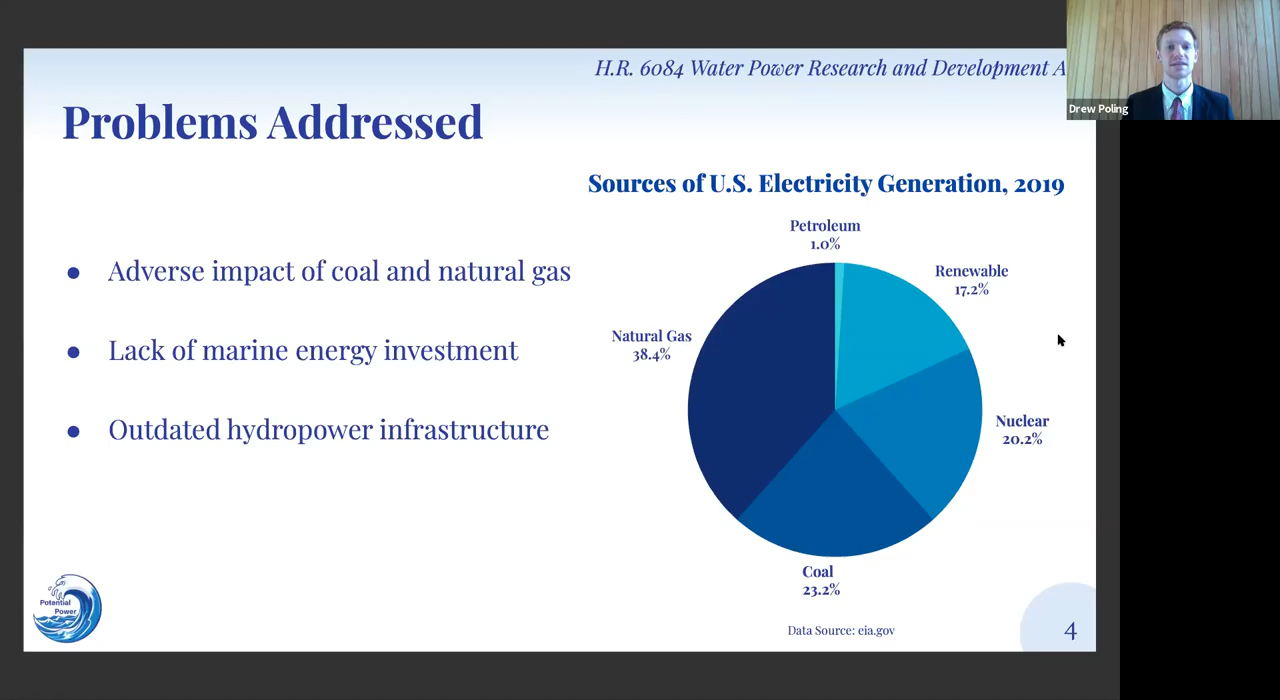 H.R. 6084 Water Power Research and Development A
Drew Poling
Problems Addressed
Sources of U.S. Electricity Generation, 2019
● Adverse impact of coal and natural gas
● Lack of marine energy investment
● Outdated hydropower infrastructure
Petroleum
1.0%
Renewable
17.2%
Natural Gas
38.4%
Nuclear
20.2%
Coal
23.2%
Data Source: eia.gov
Potential
Power
4